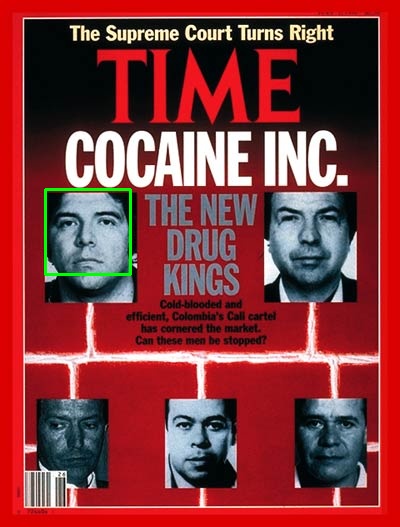 The Supreme Court Turns Right
TIME
COCAINE INC.
THE NEW
DRUG
KINGS
Cold-blooded and
efficient, Colombia's Cali cartel
has cornered the market.
Can these men be stopped?
26